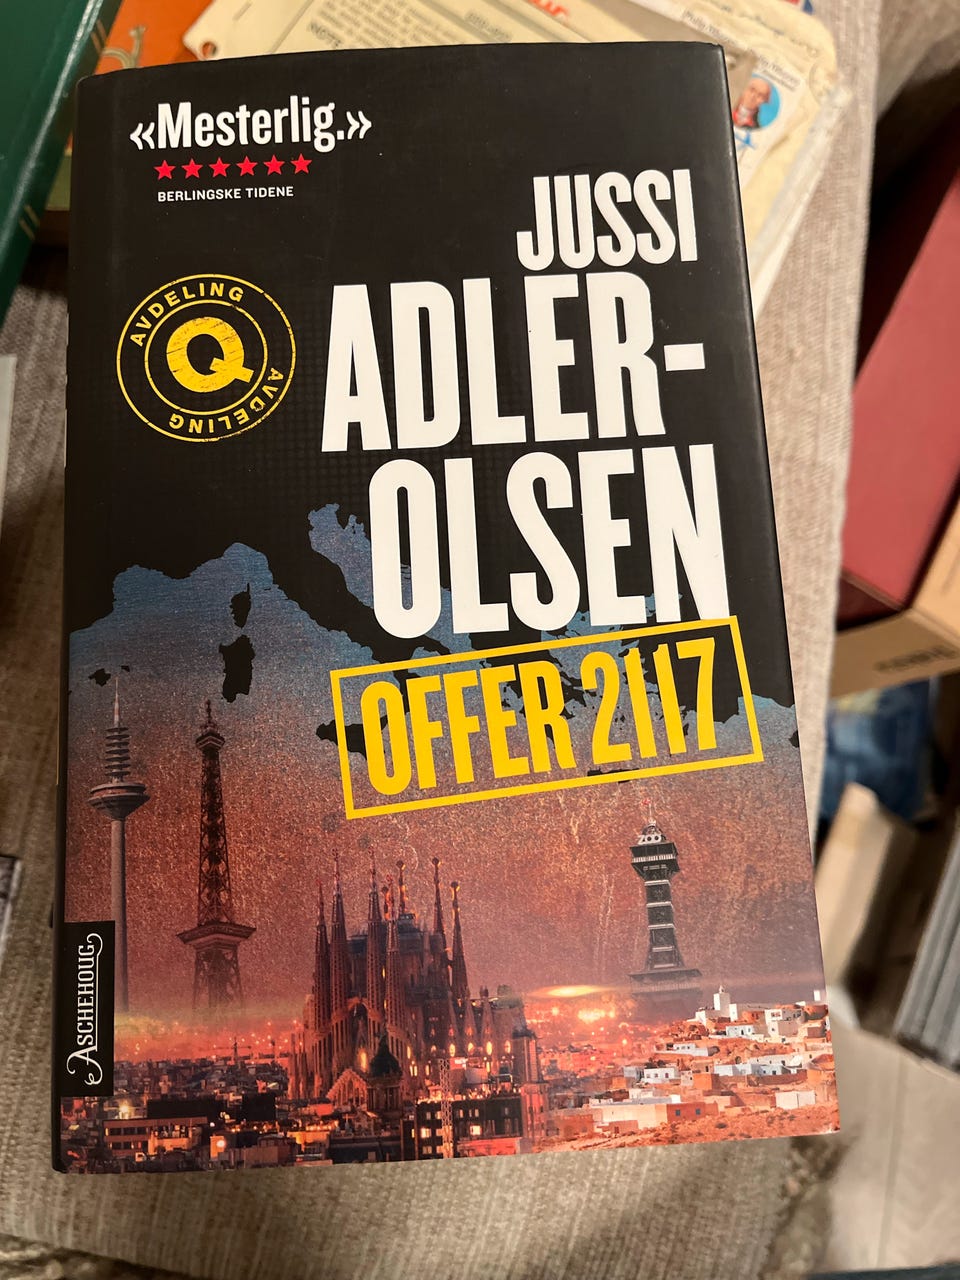 «Mesterlig.»
BERLINGSKE TIDENE
JUSSI
ADLER-
OLSEN
AVDELING
Q
AVDELING
OFFER 2117
ASCHEHOUG